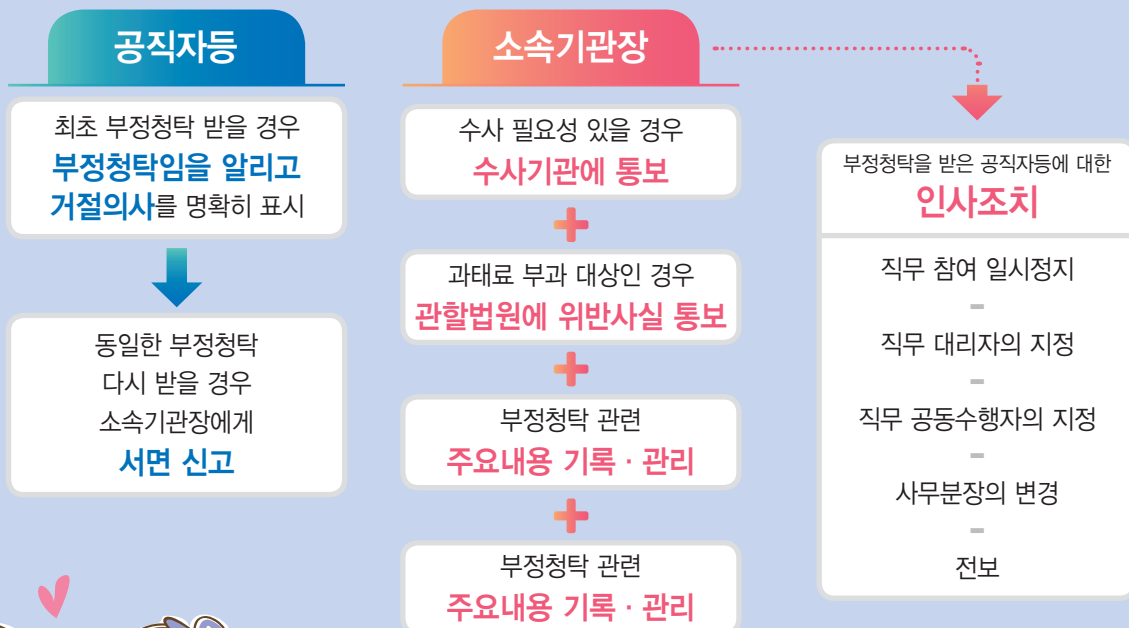 공직자등
최초 부정청탁 받을 경우
부정청탁임을 알리고
거절의사를 명확히 표시
동일한 부정청탁
다시 받을 경우
소속기관장에게
서면 신고
소속기관장
수사 필요성 있을 경우
수사기관에 통보
+
과태료 부과 대상인 경우
관할법원에 위반사실 통보
+
부정청탁 관련
주요내용 기록 · 관리
+
부정청탁 관련
주요내용 기록 · 관리
부정청탁을 받은 공직자등에 대한
인사조치
직무 참여 일시정지
-
직무 대리자의 지정
-
직무 공동수행자의 지정
-
사무분장의 변경
-
전보